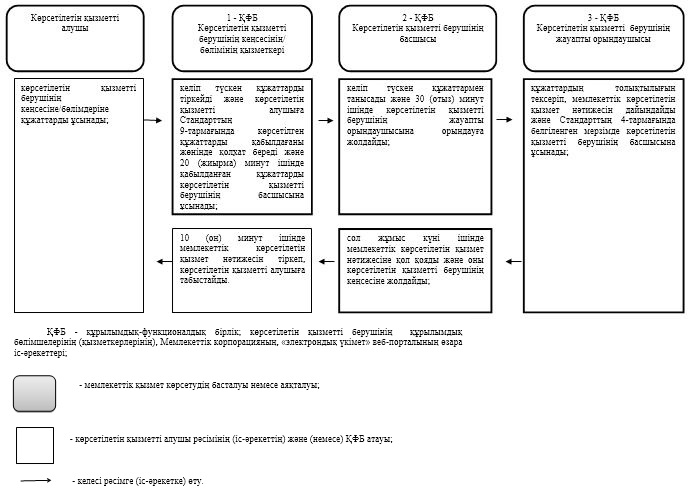 Көрсетілетін қызметті
алушы
1 - ҚФБ
Көрсетілетін қызметті
берушінің кеңсесінің/
бөлімінің қызметкері
2 - ҚФБ
Көрсетілетін қызметті берушінің
басшысы
3 - ҚФБ
Көрсетілетін қызметті берушінің
жауапты орындаушысы
көрсетілетін қызметті
берушінің
кеңсесіне/бөлімдеріне
құжаттарды ұсынады;
келіп түскен құжаттарды
тіркейді және көрсетілетін
қызметті алушыға
Стандарттың
9-тармағында көрсетілген
құжаттарды қабылдағаны
жөнінде қолхат береді және
20 (жиырма) минут ішінде
қабылданған құжаттарды
көрсетілетін қызметті
берушінің басшысына
ұсынады;
келіп түскен құжаттармен
танысады және 30 (отыз) минут
ішінде көрсетілетін қызметті
берушінің жауапты
орындаушысына орындауға
жолдайды;
құжаттардың толықтылығын
тексеріп, мемлекеттік көрсетілетін
қызмет нәтижесін дайындайды
және Стандарттың 4-тармағында
белгіленген мерзімде көрсетілетін
қызметті берушінің басшысына
ұсынады;
10 (он) минут ішінде
мемлекеттік көрсетілетін
қызмет нәтижесін тіркеп,
көрсетілетін қызметті алушыға
табыстайды.
сол жұмыс күні ішінде
мемлекеттік көрсетілетін қызмет
нәтижесіне қол қояды және оны
көрсетілетін қызметті берушінің
кеңсесіне жолдайды;
ҚФБ - құрылымдық-функционалдық бірлік; көрсетілетін қызметті берушінің құрылымдық
бөлімшелерінің (қызметкерлерінің), Мемлекеттік корпорацияның, «электрондық үкімет» веб-порталының өзара
іс-әрекеттері;
- мемлекеттік қызмет көрсетудің басталуы немесе аяқталуы;
- көрсетілетін қызметті алушы рәсімінің (іс-әрекеттің) және (немесе) ҚФБ атауы;
- келесі рәсімге (іс-әрекетке) өту.